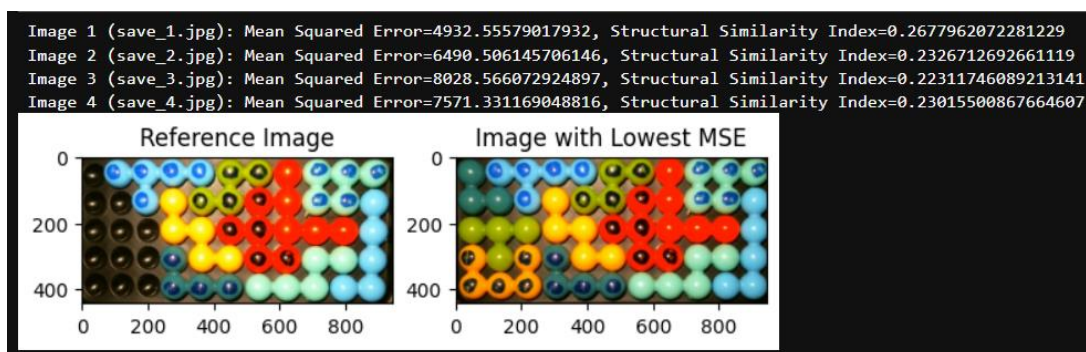 Image 1 (save_1.jpg): Mean Squared Error=4932.55579017932, Structural Similarity Index=0.2677962072281229
Image 2 (save_2.jpg): Mean Squared Error=6490.506145706146, Structural Similarity Index=0.2326712692661119
Image 3 (save_3.jpg): Mean Squared Error=8028.566072924897, Structural Similarity Index=0.22311746089213141
Image 4 (save_4.jpg): Mean Squared Error=7571.331169048816, Structural Similarity Index=0.23015500867664607
Reference Image
0
200
400
0 200 400 600 800
Image with Lowest MSE
0
200
400
0 200 400 600 800